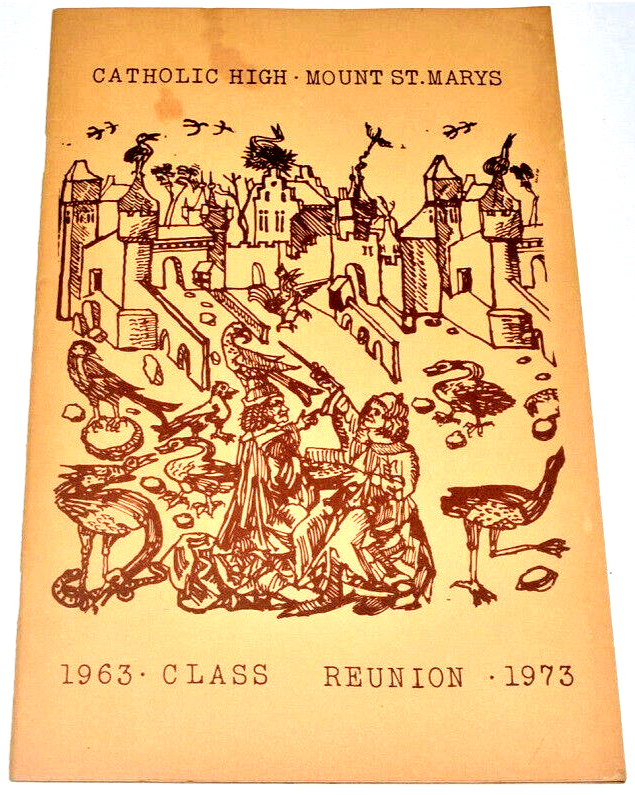 CATHOLIC HIGH · MOUNT ST. MARYS
1963 · CLASS REUNION · 1973